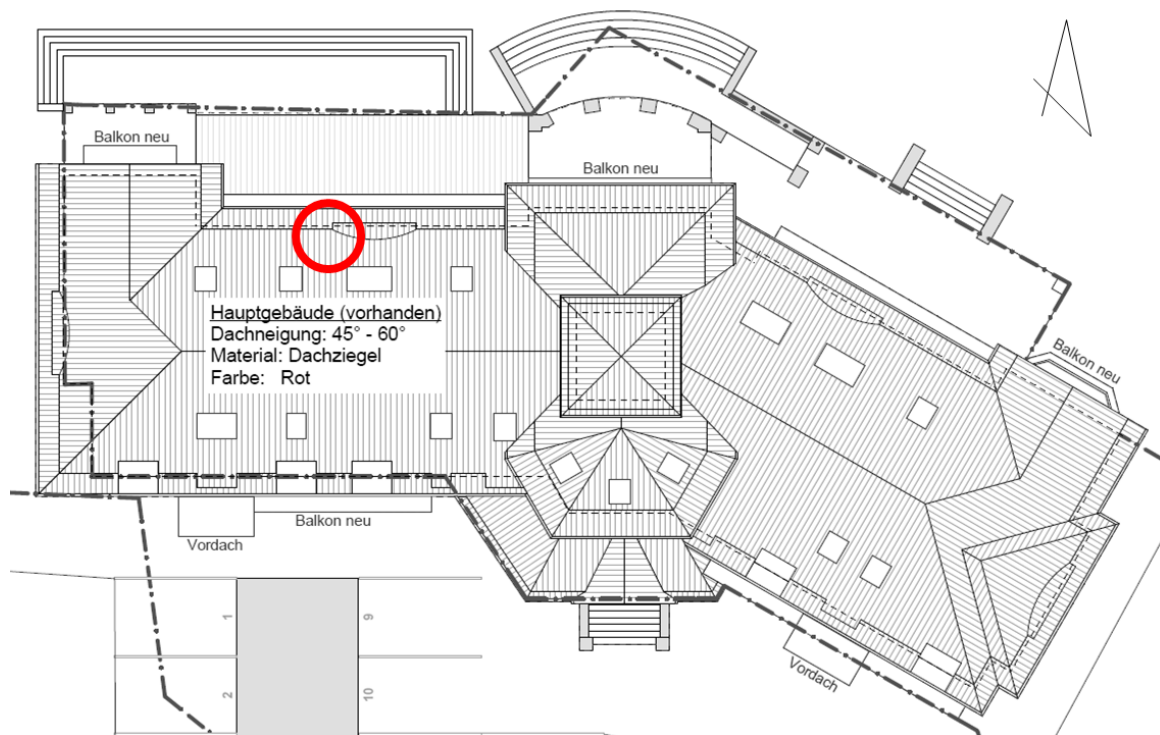 Balkon neu
Balkon neu
Hauptgebäude (vorhanden)
Dachneigung: 45° - 60°
Material: Dachziegel
Farbe: Rot
Balkon neu
Balkon neu
Vordach
Vordach
1
9
2
10